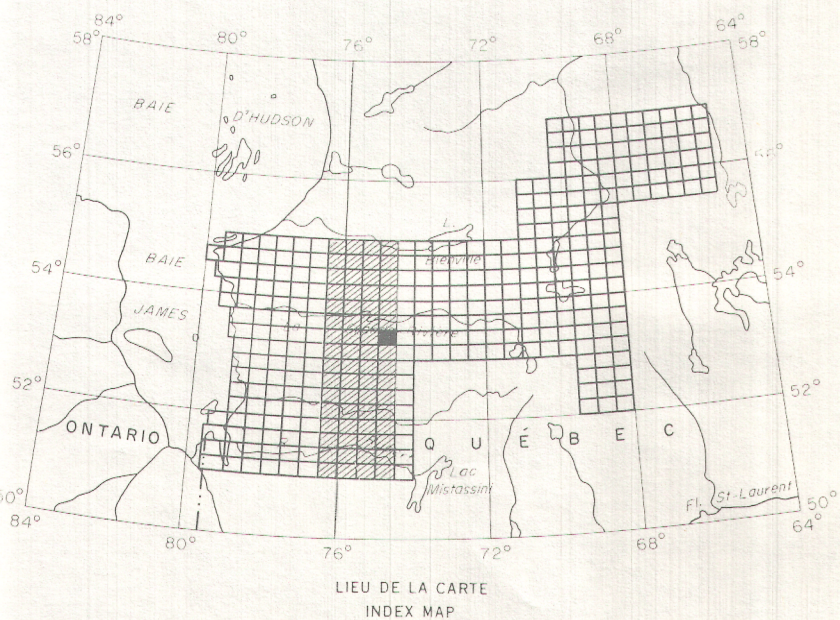 84° 80° 76° 72° 68° 64°
58° 58°
BAIE
D'HUDSON
56°
L.
Bienville
BAIE
54° 54°
JAMES
Rivière
52° 52°
ONTARIO
QUÉBEC
Lac
Mistassini
Fl. St-Laurent
50°
84° 80° 76° 72° 68° 64°
LIEU DE LA CARTE
INDEX MAP